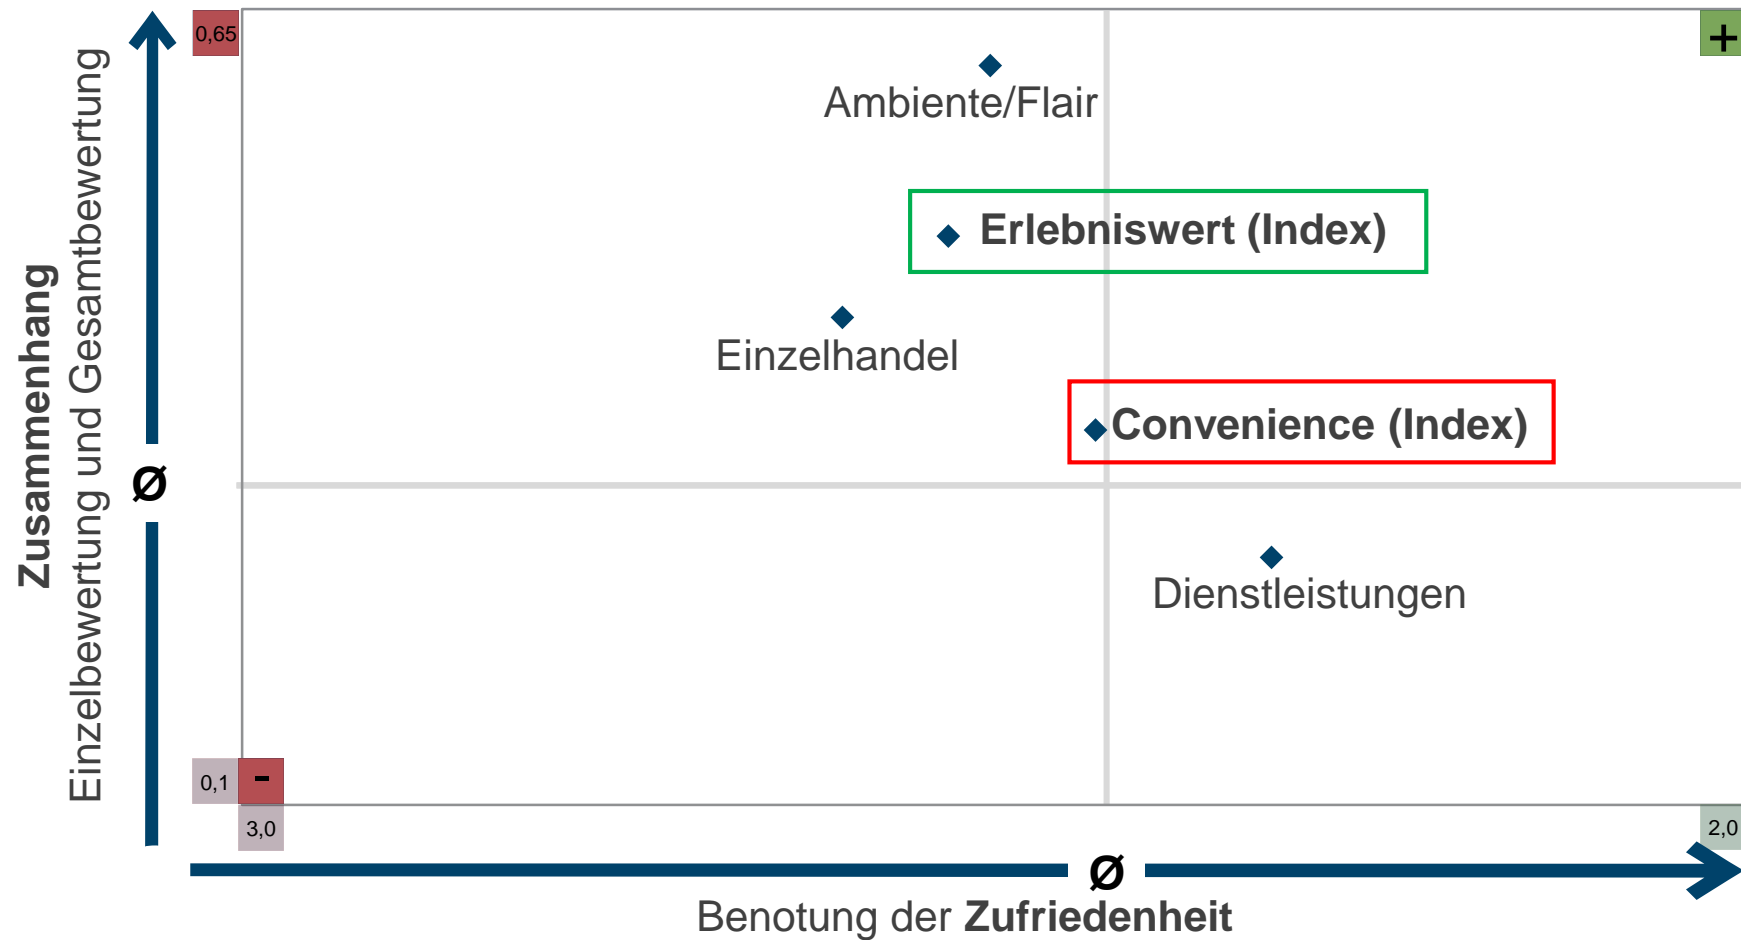 Zusammenhang
Einzelbewertung und Gesamtbewertung
0,65
+
Ambiente/Flair
Erlebniswert (Index)
Einzelhandel
Convenience (Index)
Ø
Dienstleistungen
0,1
-
3,0
2,0
Ø
Benotung der Zufriedenheit